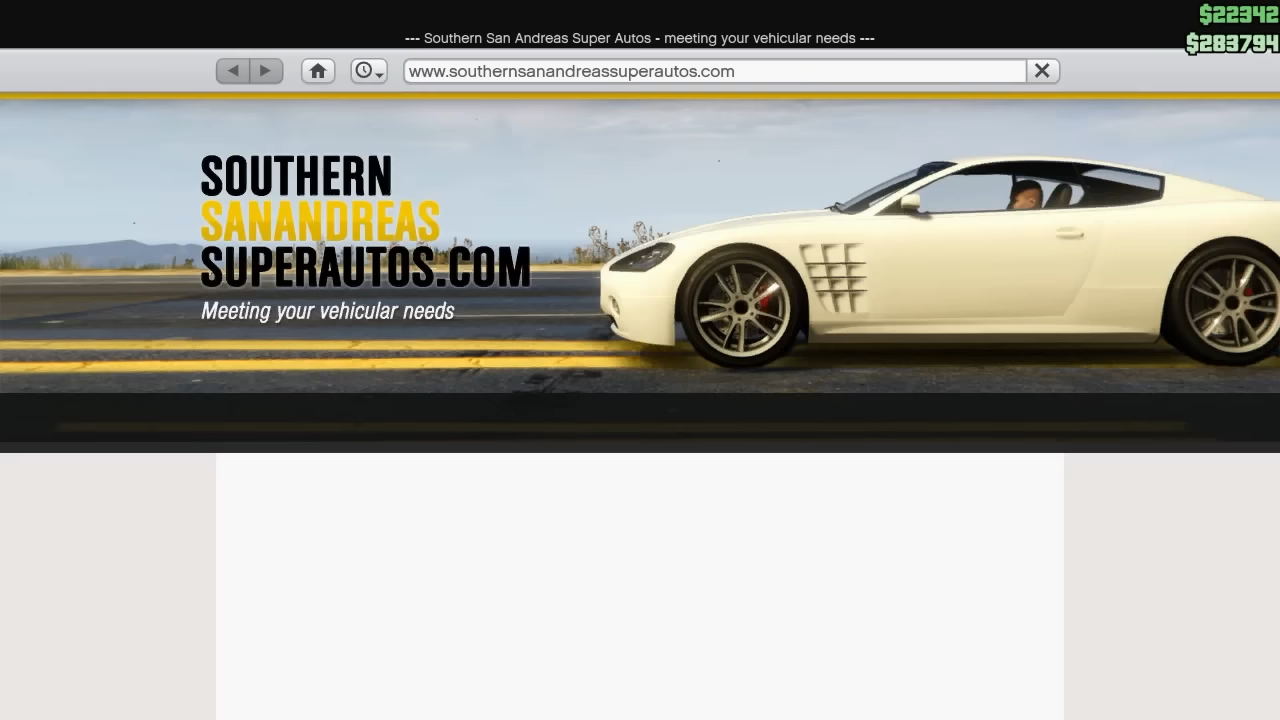 $22342
--- Southern San Andreas Super Autos - meeting your vehicular needs ---
$283794
www.southernsanandreassuperautos.com
SOUTHERN
SANANDREAS
SUPERAUTOS.COM
Meeting your vehicular needs